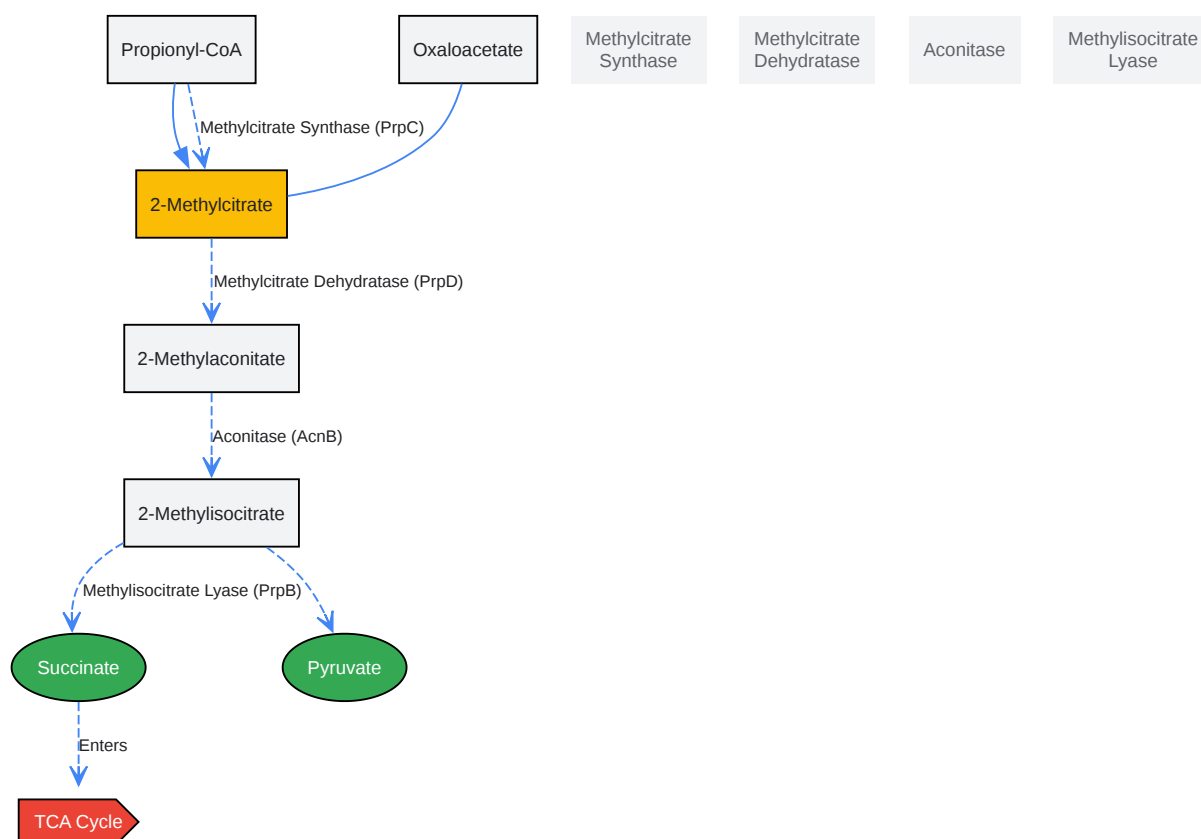 Propionyl-CoA
Oxaloacetate
Methylcitrate
Synthase
Methylcitrate
Dehydratase
Aconitase
Methylisocitrate
Lyase
Methylcitrate Synthase (PrpC)
2-Methylcitrate
Methylcitrate Dehydratase (PrpD)
2-Methylaconitate
Aconitase (AcnB)
2-Methylisocitrate
Methylisocitrate Lyase (PrpB)
Succinate
Pyruvate
Enters
TCA Cycle